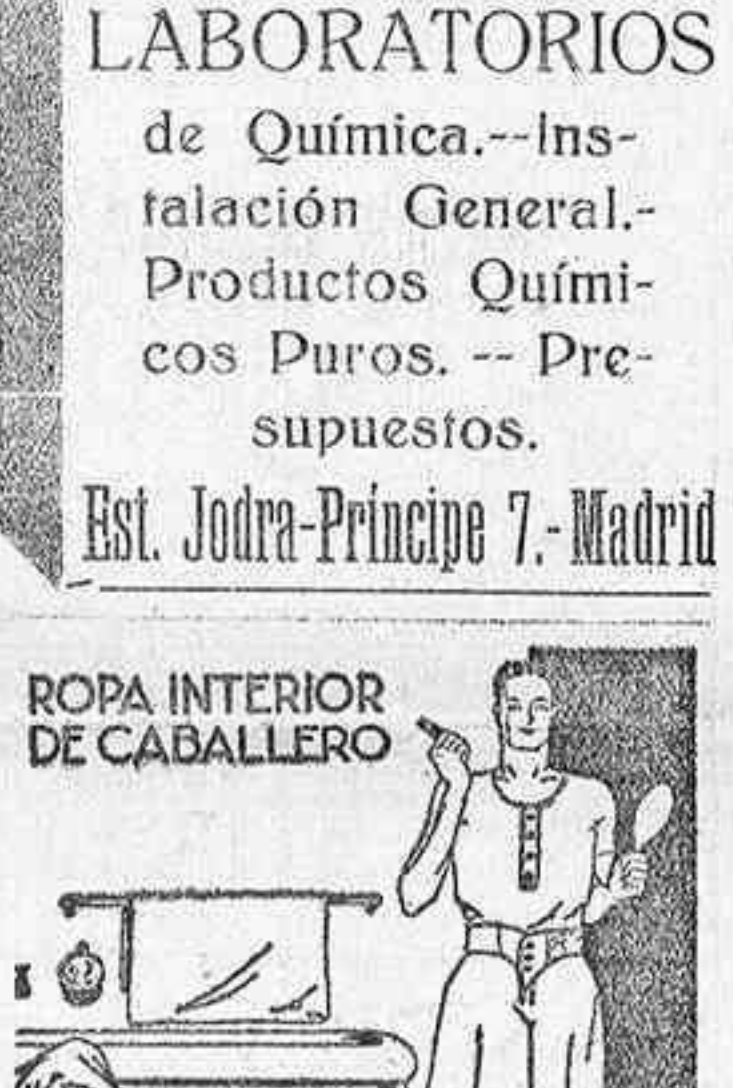 LABORATORIOS
de Química.--Ins-
talación General.-
Productos Quími-
cos Puros. -- Pre-
supuestos.
Est. Jodra-Príncipe 7.- Madrid
ROPA INTERIOR
DE CABALLERO